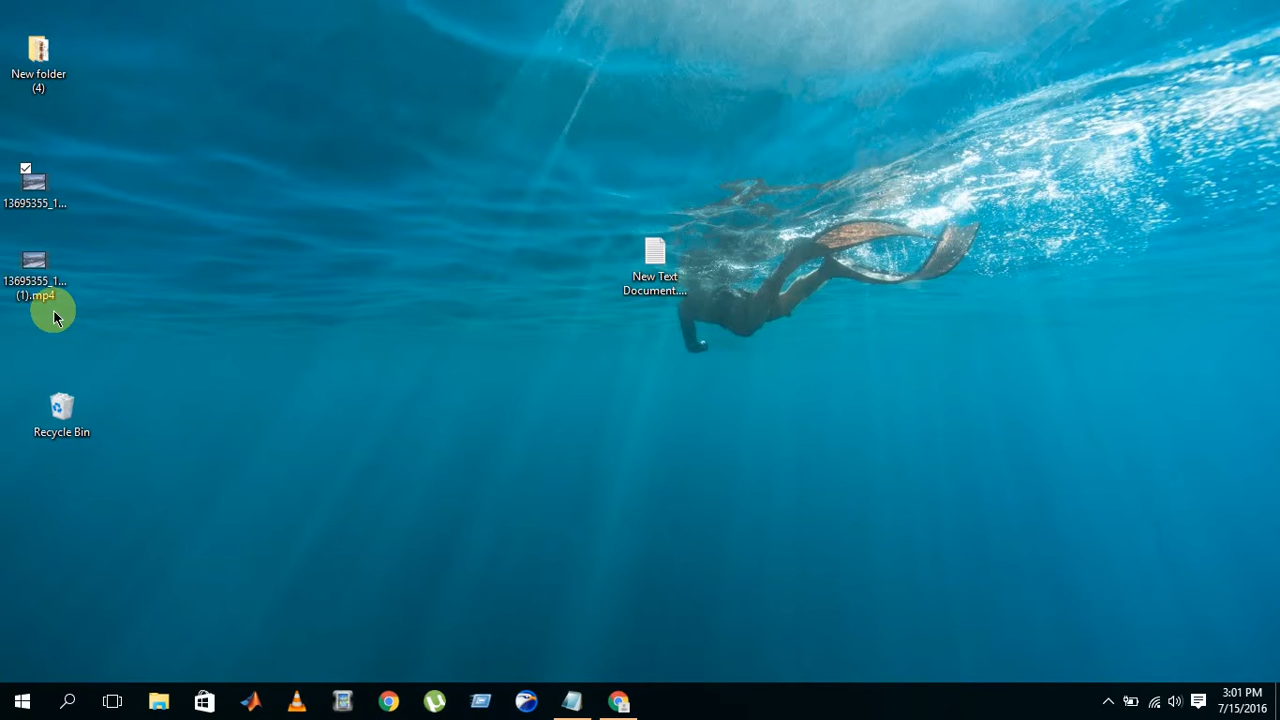 New folder
(4)
13695355_1...
13695355_1...
(1).mp4
New Text
Document....
Recycle Bin
3:01 PM
7/15/2016